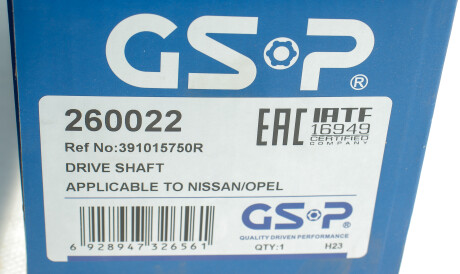 GSP®
260022
Ref No:391015750R
DRIVE SHAFT
APPLICABLE TO NISSAN/OPEL
EAC IATF
16949
CERTIFIED
COMPANY
6 928947 326561
GSP®
QUALITY DRIVEN PERFORMANCE
QTY:1 H23